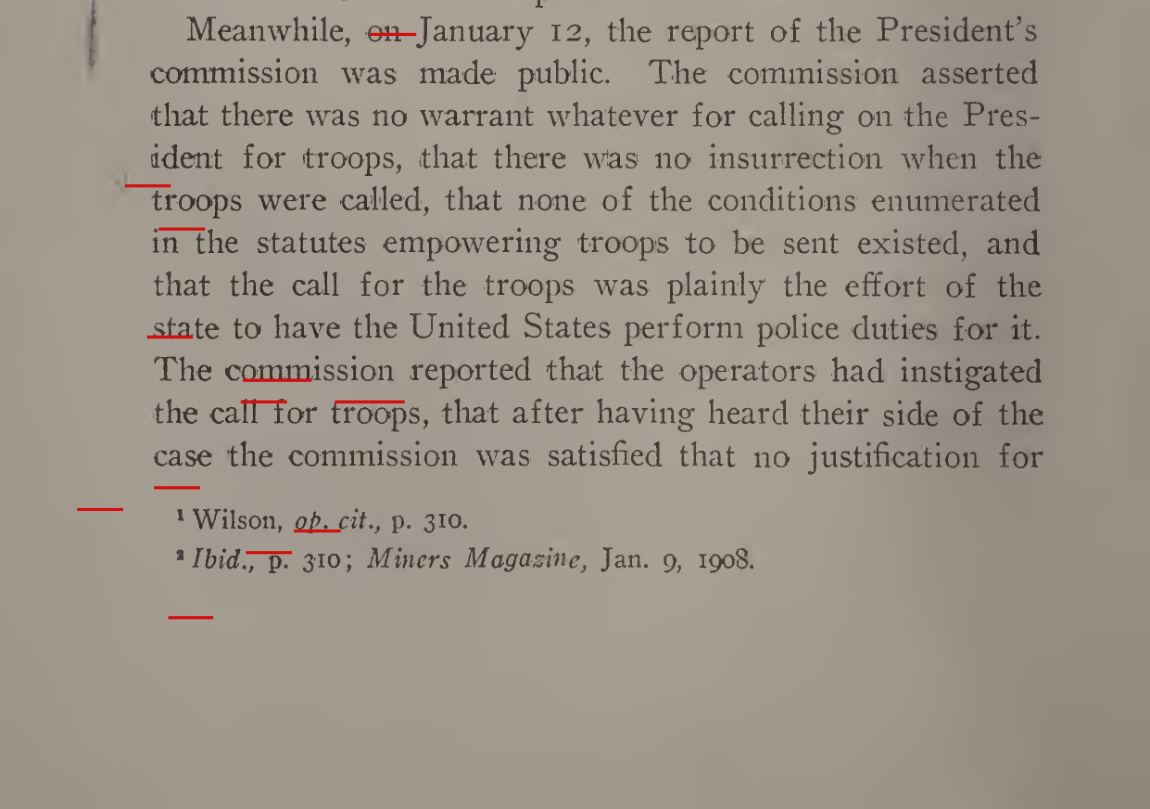 Meanwhile, on January 12, the report of the President's
commission was made public. The commission asserted
that there was no warrant whatever for calling on the Pres-
ident for troops, that there was no insurrection when the
troops were called, that none of the conditions enumerated
in the statutes empowering troops to be sent existed, and
that the call for the troops was plainly the effort of the
state to have the United States perform police duties for it.
The commission reported that the operators had instigated
the call for troops, that after having heard their side of the
case the commission was satisfied that no justification for
¹ Wilson, op. cit., p. 310.
² Ibid., p. 310; Miners Magazine, Jan. 9, 1908.